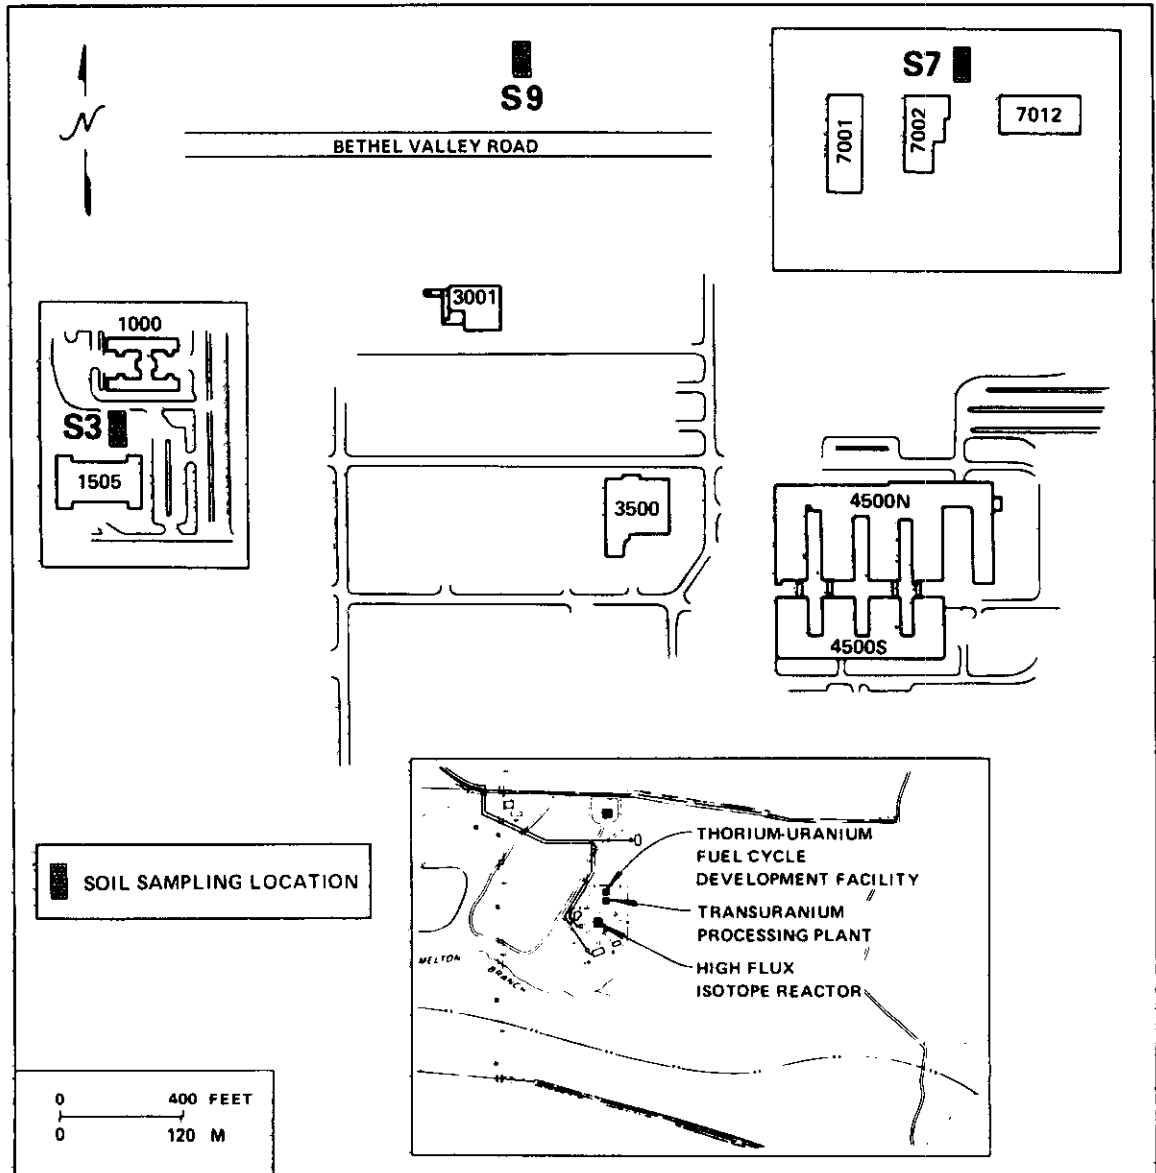 N
S9
BETHEL VALLEY ROAD
S7
7001
7002
7012
3001
1000
S3
1505
3500
4500N
4500S
SOIL SAMPLING LOCATION
THORIUM-URANIUM
FUEL CYCLE
DEVELOPMENT FACILITY
TRANSURANIUM
PROCESSING PLANT
HIGH FLUX
ISOTOPE REACTOR
MELTON
BRANCH
0 400 FEET
0 120 M